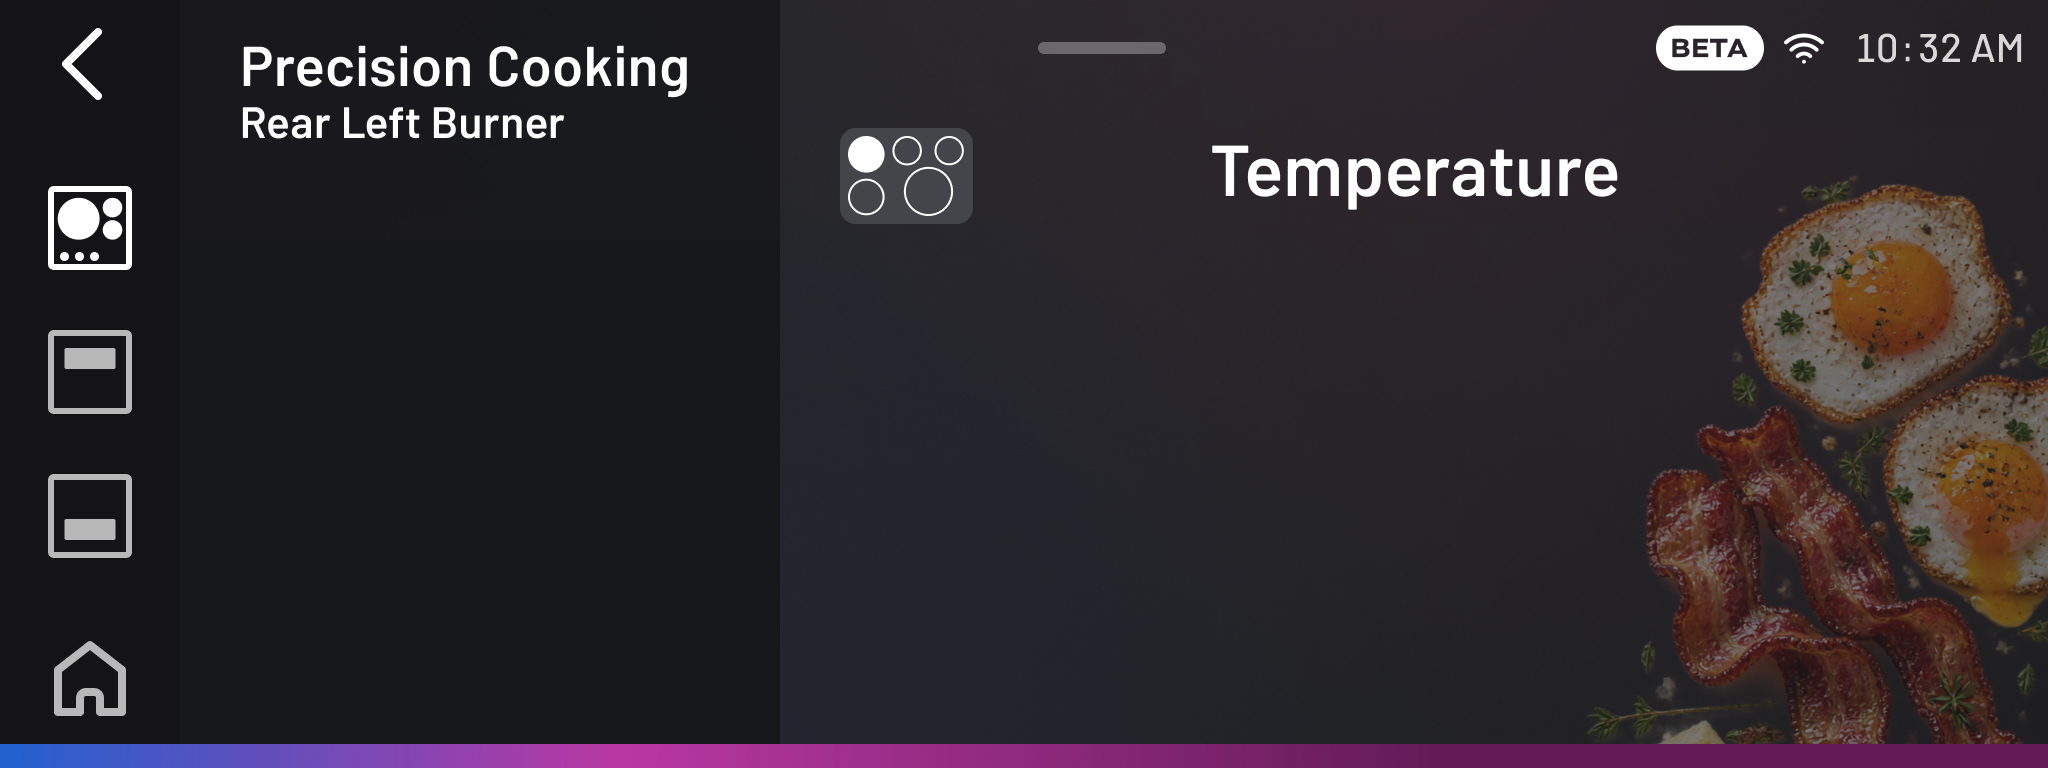 Precision Cooking
Rear Left Burner
BETA
10:32 AM
Temperature